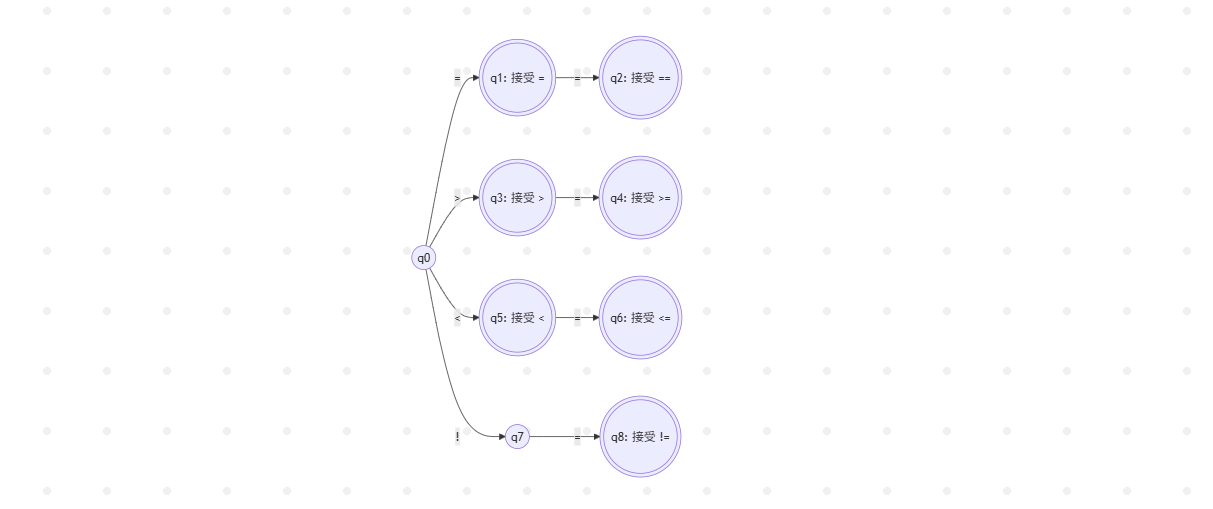 =
q1: 接受 =
=
q2: 接受 ==
>
q3: 接受 >
=
q4: 接受 >=
q0
<
q5: 接受 <
=
q6: 接受 <=
!
q7
=
q8: 接受 !=